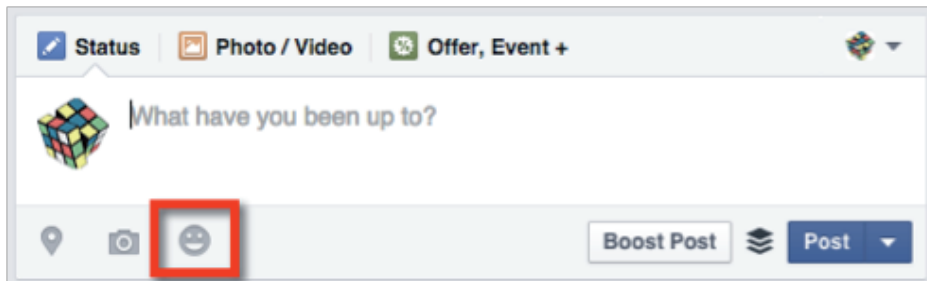 Status Photo / Video Offer, Event +
What have you been up to?
Boost Post Post